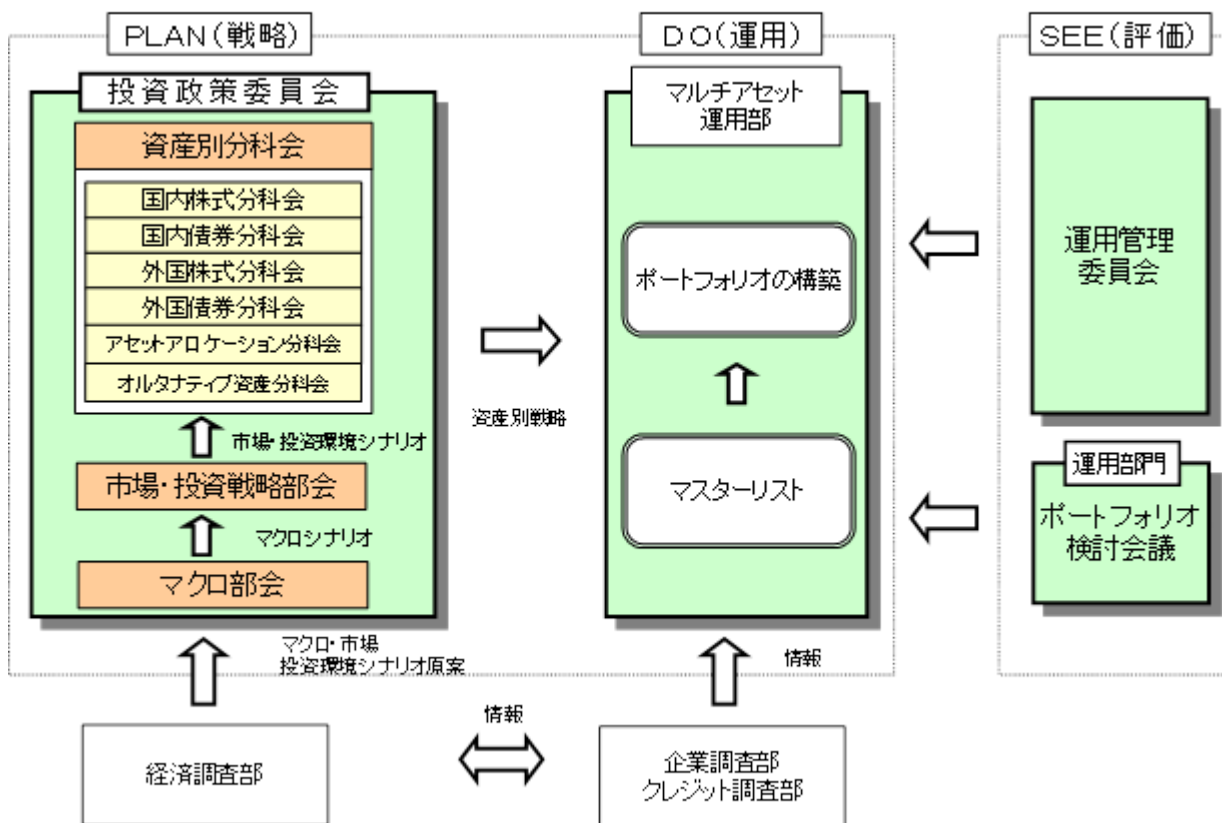 PLAN(戦略)
投資政策委員会
資産別分科会
国内株式分科会
国内債券分科会
外国株式分科会
外国債券分科会
アセットアロケーション分科会
オルタナティブ資産分科会
市場・投資環境シナリオ
市場・投資戦略部会
マクロシナリオ
マクロ部会
マクロ・市場
投資環境シナリオ原案
経済調査部
資産別戦略
情報
DO(運用)
マルチアセット
運用部
ポートフォリオの構築
マスターリスト
情報
企業調査部
クレジット調査部
SEE(評価)
運用管理
委員会
運用部門
ポートフォリオ
検討会議